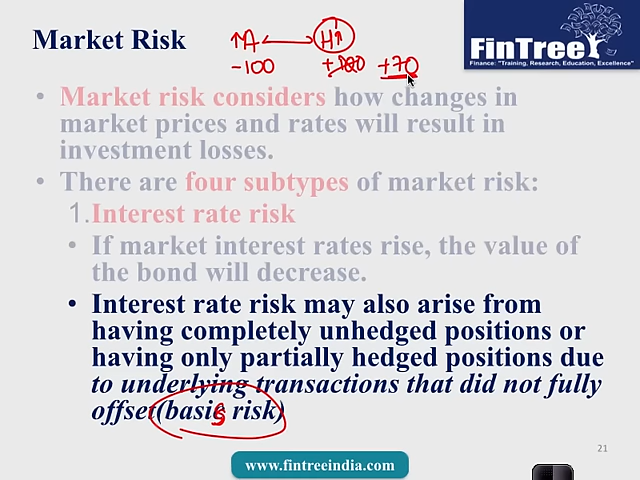 Market Risk
↑A ⟷ H↑
-100 +100 +70
FinTree
Finance: "Training, Research, Education, Excellence"
• Market risk considers how changes in
market prices and rates will result in
investment losses.
• There are four subtypes of market risk:
1. Interest rate risk
• If market interest rates rise, the value of
the bond will decrease.
• Interest rate risk may also arise from
having completely unhedged positions or
having only partially hedged positions due
to underlying transactions that did not fully
offset(basic risk)
S
21
www.fintreeindia.com